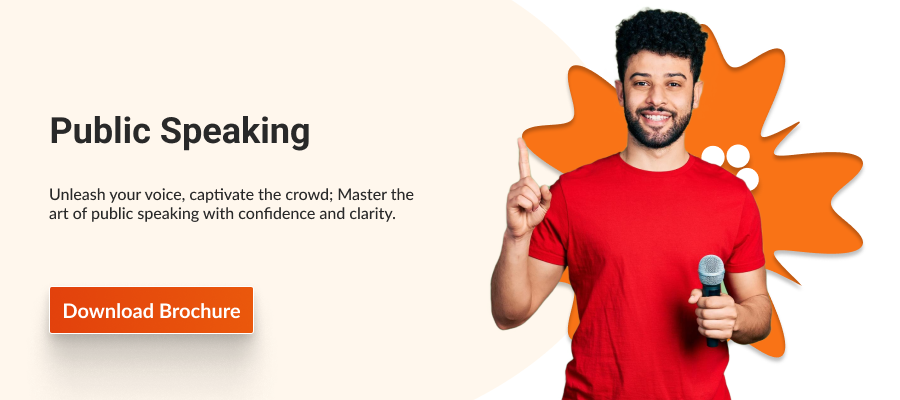 Public Speaking
Unleash your voice, captivate the crowd; Master the
art of public speaking with confidence and clarity.
Download Brochure